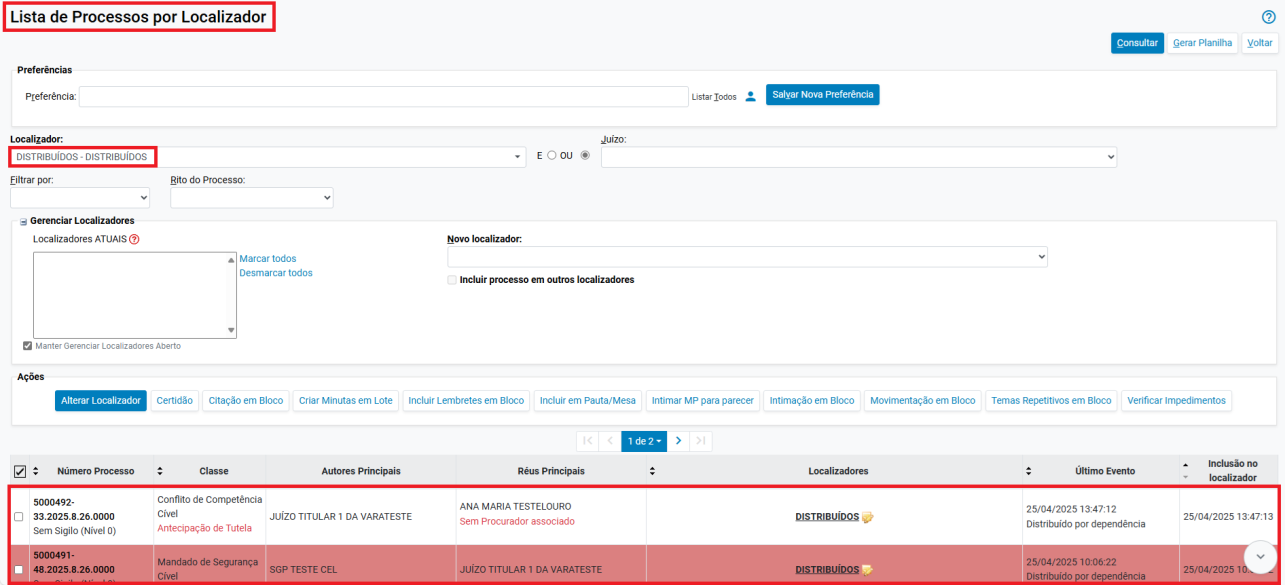 Lista de Processos por Localizador
Consultar Gerar Planilha Voltar
Preferências
Preferência: Listar Todos Salvar Nova Preferência
Localizador: Juízo:
DISTRIBUÍDOS - DISTRIBUÍDOS E OU
Filtrar por: Rito do Processo:
Gerenciar Localizadores
Localizadores ATUAIS Novo localizador:
Marcar todos
Desmarcar todos
Incluir processo em outros localizadores
Manter Gerenciar Localizadores Aberto
Ações
Alterar Localizador Certidão Citação em Bloco Criar Minutas em Lote Incluir Lembretes em Bloco Incluir em Pauta/Mesa Intimar MP para parecer Intimação em Bloco Movimentação em Bloco Temas Repetitivos em Bloco Verificar Impedimentos
1 de 2
Número Processo Classe Autores Principais Réus Principais Localizadores Último Evento Inclusão no localizador
5000492-
33.2025.8.26.0000
Sem Sigilo (Nível 0)
Conflito de Competência
Cível
Antecipação de Tutela
JUÍZO TITULAR 1 DA VARATESTE
ANA MARIA TESTELOURO
Sem Procurador associado
DISTRIBUÍDOS
25/04/2025 13:47:12
Distribuído por dependência
25/04/2025 13:47:13
5000491-
48.2025.8.26.0000
Mandado de Segurança
Cível
SGP TESTE CEL
JUÍZO TITULAR 1 DA VARATESTE
DISTRIBUÍDOS
25/04/2025 10:06:22
Distribuído por dependência
25/04/2025